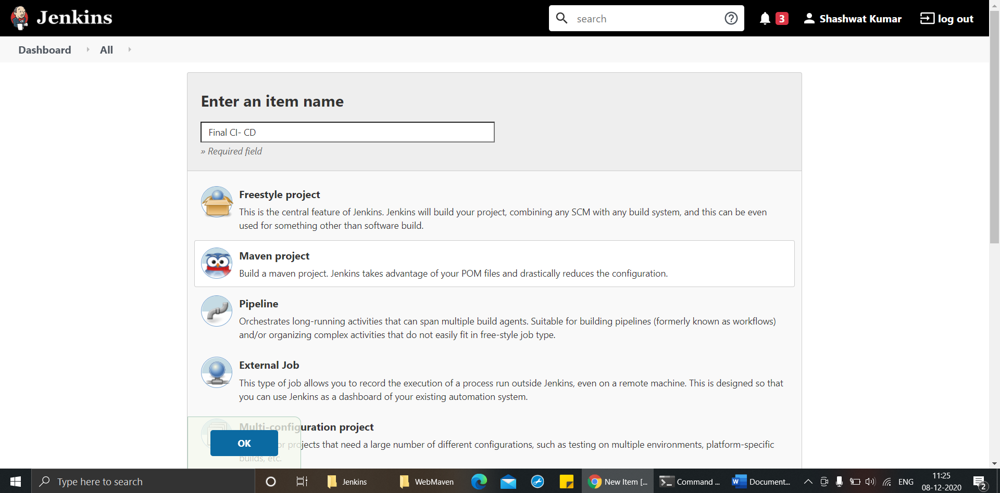 Jenkins
search
3
Shashwat Kumar
log out
Dashboard
All
Enter an item name
Final CI- CD
» Required field
Freestyle project
This is the central feature of Jenkins. Jenkins will build your project, combining any SCM with any build system, and this can be even
used for something other than software build.
Maven project
Build a maven project. Jenkins takes advantage of your POM files and drastically reduces the configuration.
Pipeline
Orchestrates long-running activities that can span multiple build agents. Suitable for building pipelines (formerly known as workflows)
and/or organizing complex activities that do not easily fit in free-style job type.
External Job
This type of job allows you to record the execution of a process run outside Jenkins, even on a remote machine. This is designed so that
you can use Jenkins as a dashboard of your existing automation system.
Multi-configuration project
OK
projects that need a large number of different configurations, such as testing on multiple environments, platform-specific
builds, etc.
Type here to search
Jenkins
WebMaven
New Item [...
Command ...
Document...
ENG
11:25
08-12-2020
2